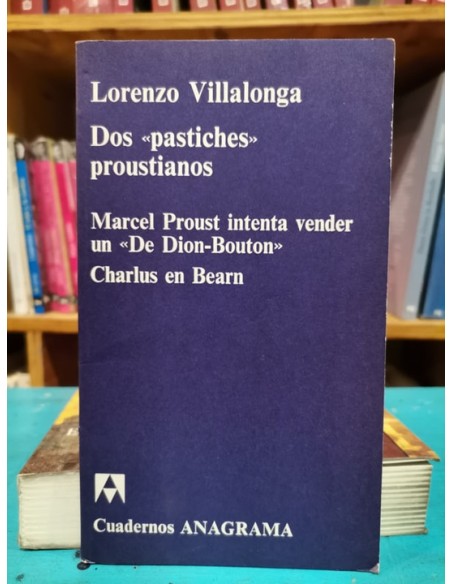 Lorenzo Villalonga
Dos «pastiches»
proustianos
Marcel Proust intenta vender
un «De Dion-Bouton»
Charlus en Bearn
Cuadernos ANAGRAMA